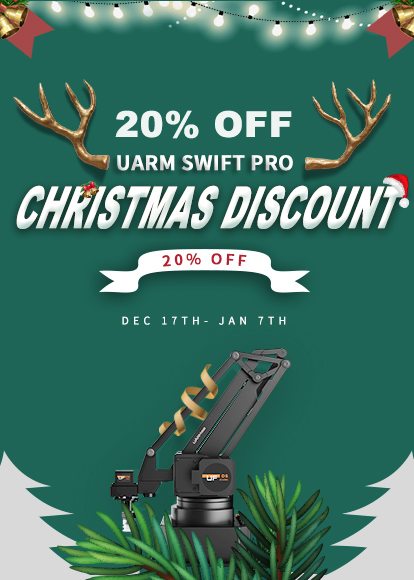 20% OFF
UARM SWIFT PRO
CHRISTMAS DISCOUNT
20% OFF
DEC 17TH- JAN 7TH